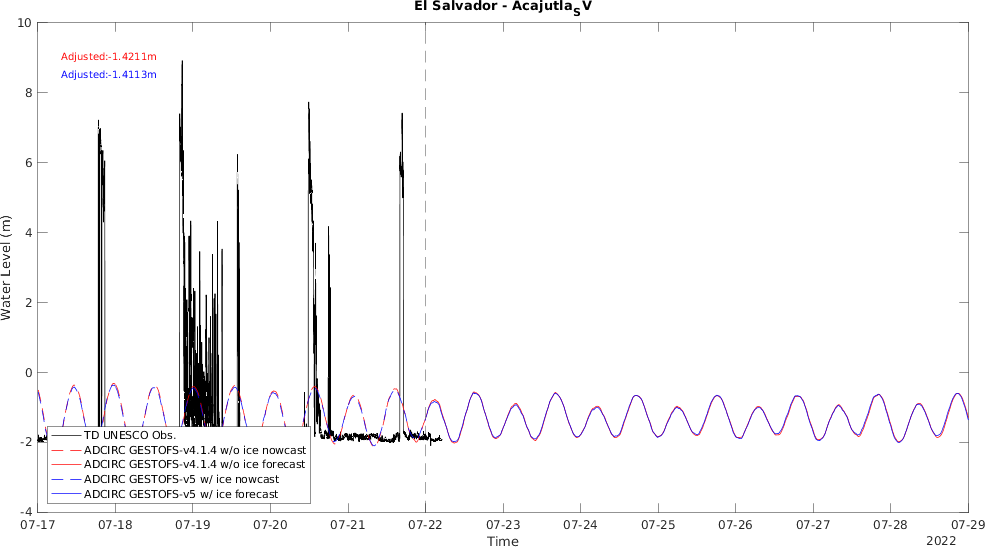 El Salvador - AcajutlaSV
Adjusted:-1.4211m
Adjusted:-1.4113m
10
8
6
4
2
0
-2
-4
Water Level (m)
TD UNESCO Obs.
ADCIRC GESTOFS-v4.1.4 w/o ice nowcast
ADCIRC GESTOFS-v4.1.4 w/o ice forecast
ADCIRC GESTOFS-v5 w/ ice nowcast
ADCIRC GESTOFS-v5 w/ ice forecast
07-17 07-18 07-19 07-20 07-21 07-22 07-23 07-24 07-25 07-26 07-27 07-28 07-29
Time
2022